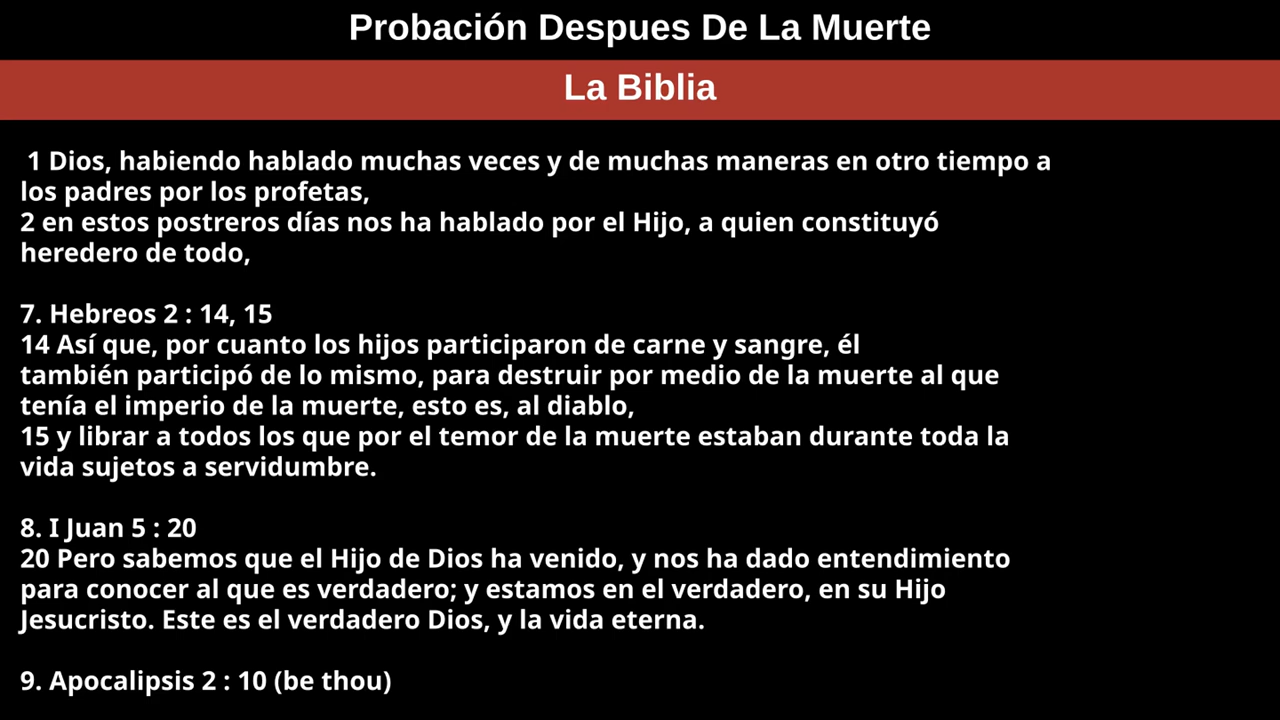 Probación Despues De La Muerte
La Biblia
1 Dios, habiendo hablado muchas veces y de muchas maneras en otro tiempo a
los padres por los profetas,
2 en estos postreros días nos ha hablado por el Hijo, a quien constituyó
heredero de todo,
7. Hebreos 2 : 14, 15
14 Así que, por cuanto los hijos participaron de carne y sangre, él
también participó de lo mismo, para destruir por medio de la muerte al que
tenía el imperio de la muerte, esto es, al diablo,
15 y librar a todos los que por el temor de la muerte estaban durante toda la
vida sujetos a servidumbre.
8. I Juan 5 : 20
20 Pero sabemos que el Hijo de Dios ha venido, y nos ha dado entendimiento
para conocer al que es verdadero; y estamos en el verdadero, en su Hijo
Jesucristo. Este es el verdadero Dios, y la vida eterna.
9. Apocalipsis 2 : 10 (be thou)